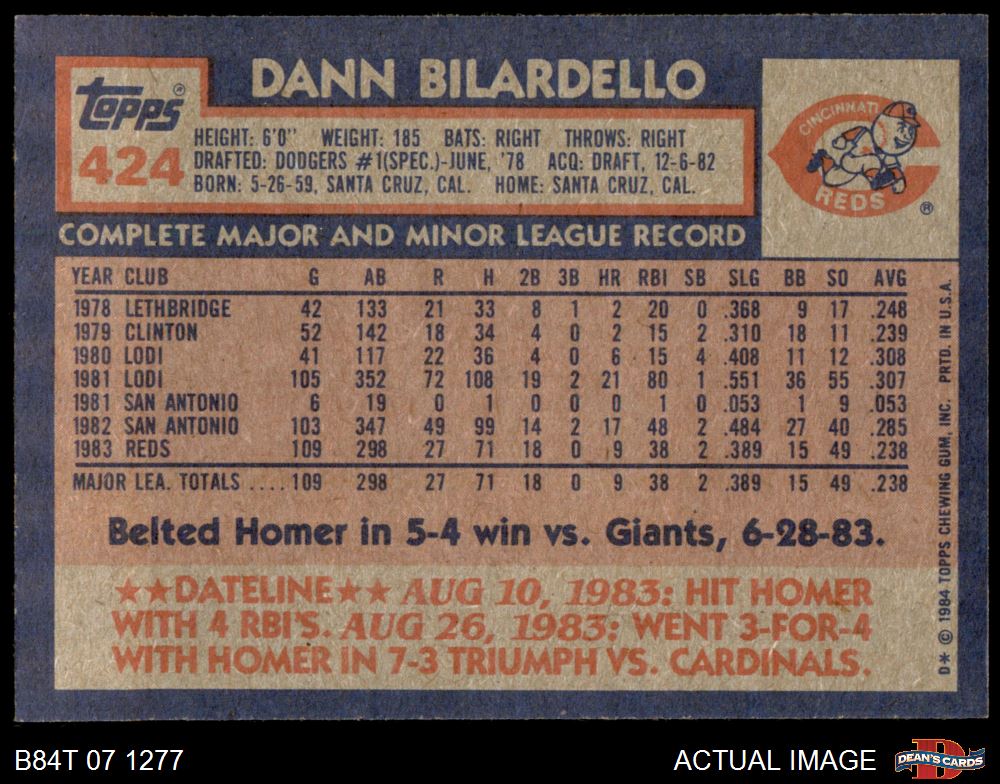 DANN BILARDELLO
Topps®
424
HEIGHT: 6'0" WEIGHT: 185 BATS: RIGHT THROWS: RIGHT
DRAFTED: DODGERS #1(SPEC.)-JUNE, '78 ACQ: DRAFT, 12-6-82
BORN: 5-26-59, SANTA CRUZ, CAL. HOME: SANTA CRUZ, CAL.
CINCINNATI
REDS
®
COMPLETE MAJOR AND MINOR LEAGUE RECORD
YEAR CLUB G AB R H 2B 3B HR RBI SB SLG BB SO AVG
1978 LETHBRIDGE 42 133 21 33 8 1 2 20 0 .368 9 17 .248
1979 CLINTON 52 142 18 34 4 0 2 15 2 .310 18 11 .239
1980 LODI 41 117 22 36 4 0 6 15 4 .408 11 12 .308
1981 LODI 105 352 72 108 19 2 21 80 1 .551 36 55 .307
1981 SAN ANTONIO 6 19 0 1 0 0 0 1 0 .053 1 9 .053
1982 SAN ANTONIO 103 347 49 99 14 2 17 48 2 .484 27 40 .285
1983 REDS 109 298 27 71 18 0 9 38 2 .389 15 49 .238
MAJOR LEA. TOTALS ....109 298 27 71 18 0 9 38 2 .389 15 49 .238
Belted Homer in 5-4 win vs. Giants, 6-28-83.
★★DATELINE★★ AUG 10, 1983: HIT HOMER
WITH 4 RBI'S. AUG 26, 1983: WENT 3-FOR-4
WITH HOMER IN 7-3 TRIUMPH VS. CARDINALS.
D* © 1984 TOPPS CHEWING GUM, INC. PRTD. IN U.S.A.
B84T 07 1277
ACTUAL IMAGE
DEAN'S CARDS